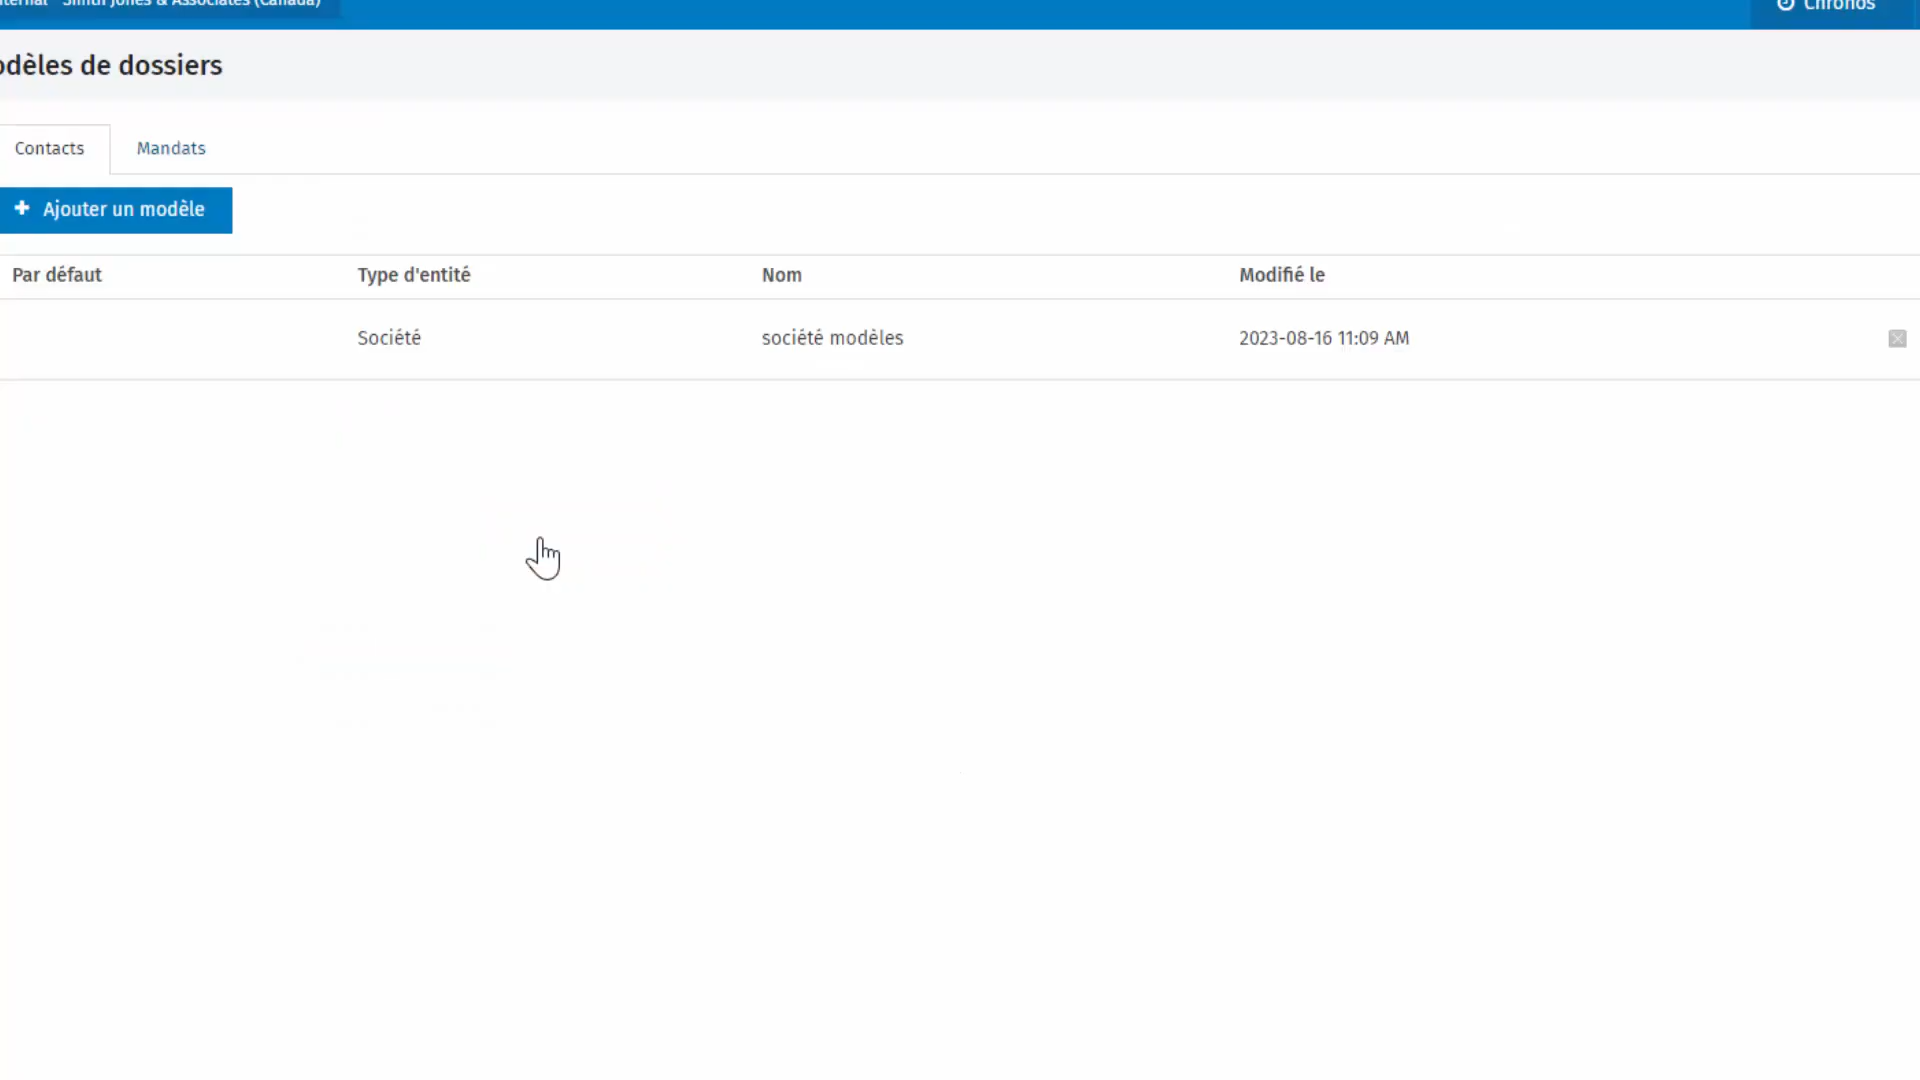 Smith Jones & Associates (Canada)
Chronos
odèles de dossiers
Contacts
Mandats
Ajouter un modèle
Par défaut
Type d'entité
Nom
Modifié le
Société
société modèles
2023-08-16 11:09 AM